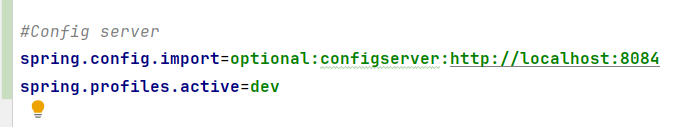 #Config server
spring.config.import=optional:configserver:http://localhost:8084
spring.profiles.active=dev